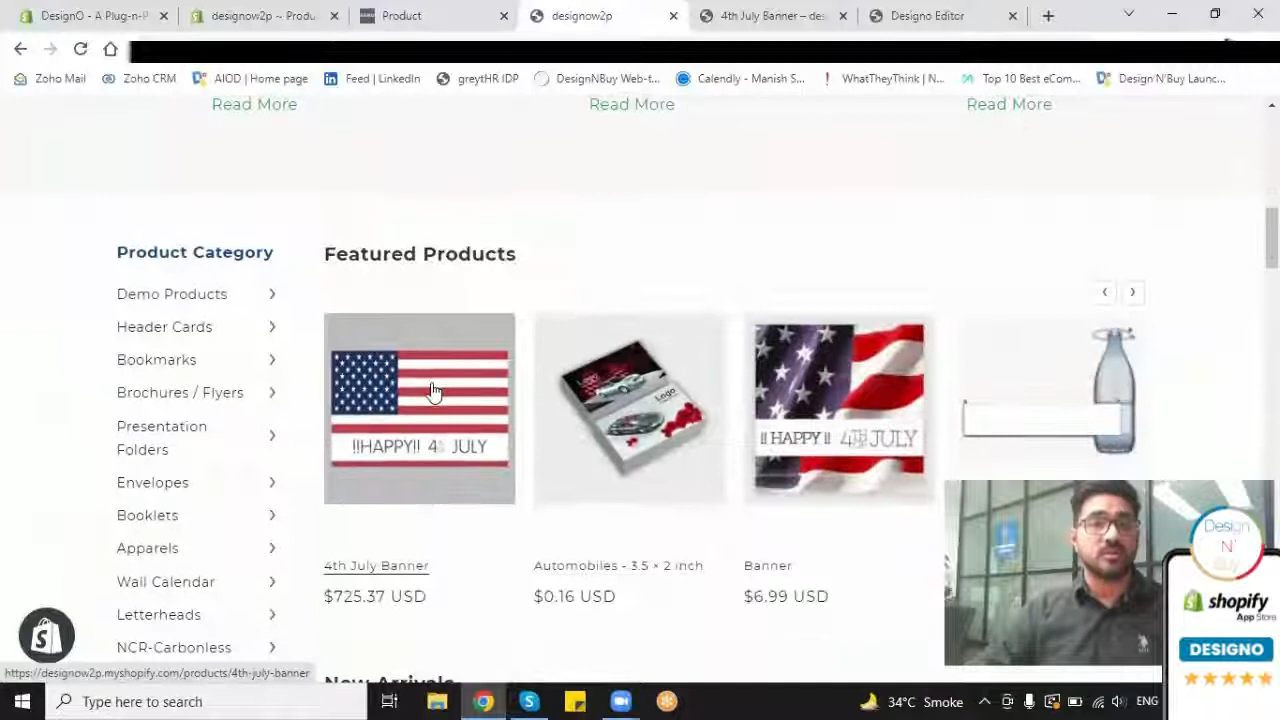 DesignO - A Plug-n-P
designow2p ~ Produ
Product
designow2p
4th July Banner – des
Designo Editor
Zoho Mail
Zoho CRM
AIOD | Home page
Feed | LinkedIn
greytHR IDP
DesignNBuy Web-t...
Calendly - Manish S...
WhatTheyThink | N...
Top 10 Best eCom...
Design N'Buy Launc...
Read More
Read More
Read More
Product Category
Demo Products
Header Cards
Bookmarks
Brochures / Flyers
Presentation
Folders
Envelopes
Booklets
Apparels
Wall Calendar
Letterheads
NCR-Carbonless
Featured Products
!!HAPPY!! 4 JULY
Logo
Logo
!! HAPPY !! 4TH JULY
4th July Banner
$725.37 USD
Automobiles - 3.5 × 2 inch
$0.16 USD
Banner
$6.99 USD
New Arrivals
https://designow2p.myshopify.com/products/4th-july-banner
Design
N'
Buy
shopify
App Store
DESIGNO
Type here to search
34°C Smoke
ENG